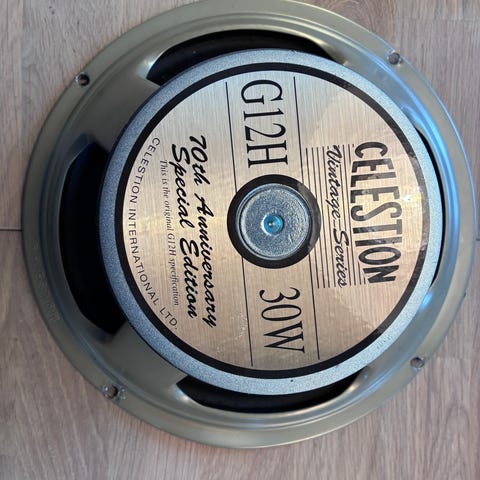 CELESTION
Vintage Series
G12H 30W
70th Anniversary
Special Edition
This is the original G12H specification
CELESTION INTERNATIONAL LTD.